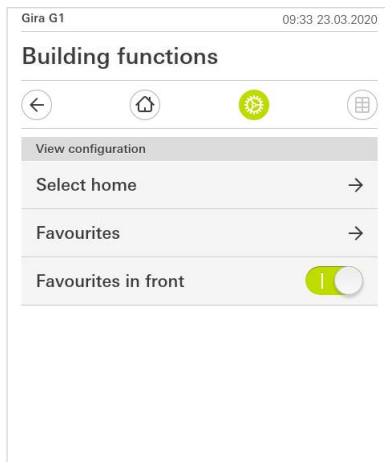 Gira G1 09:33 23.03.2020
Building functions
View configuration
Select home
Favourites
Favourites in front